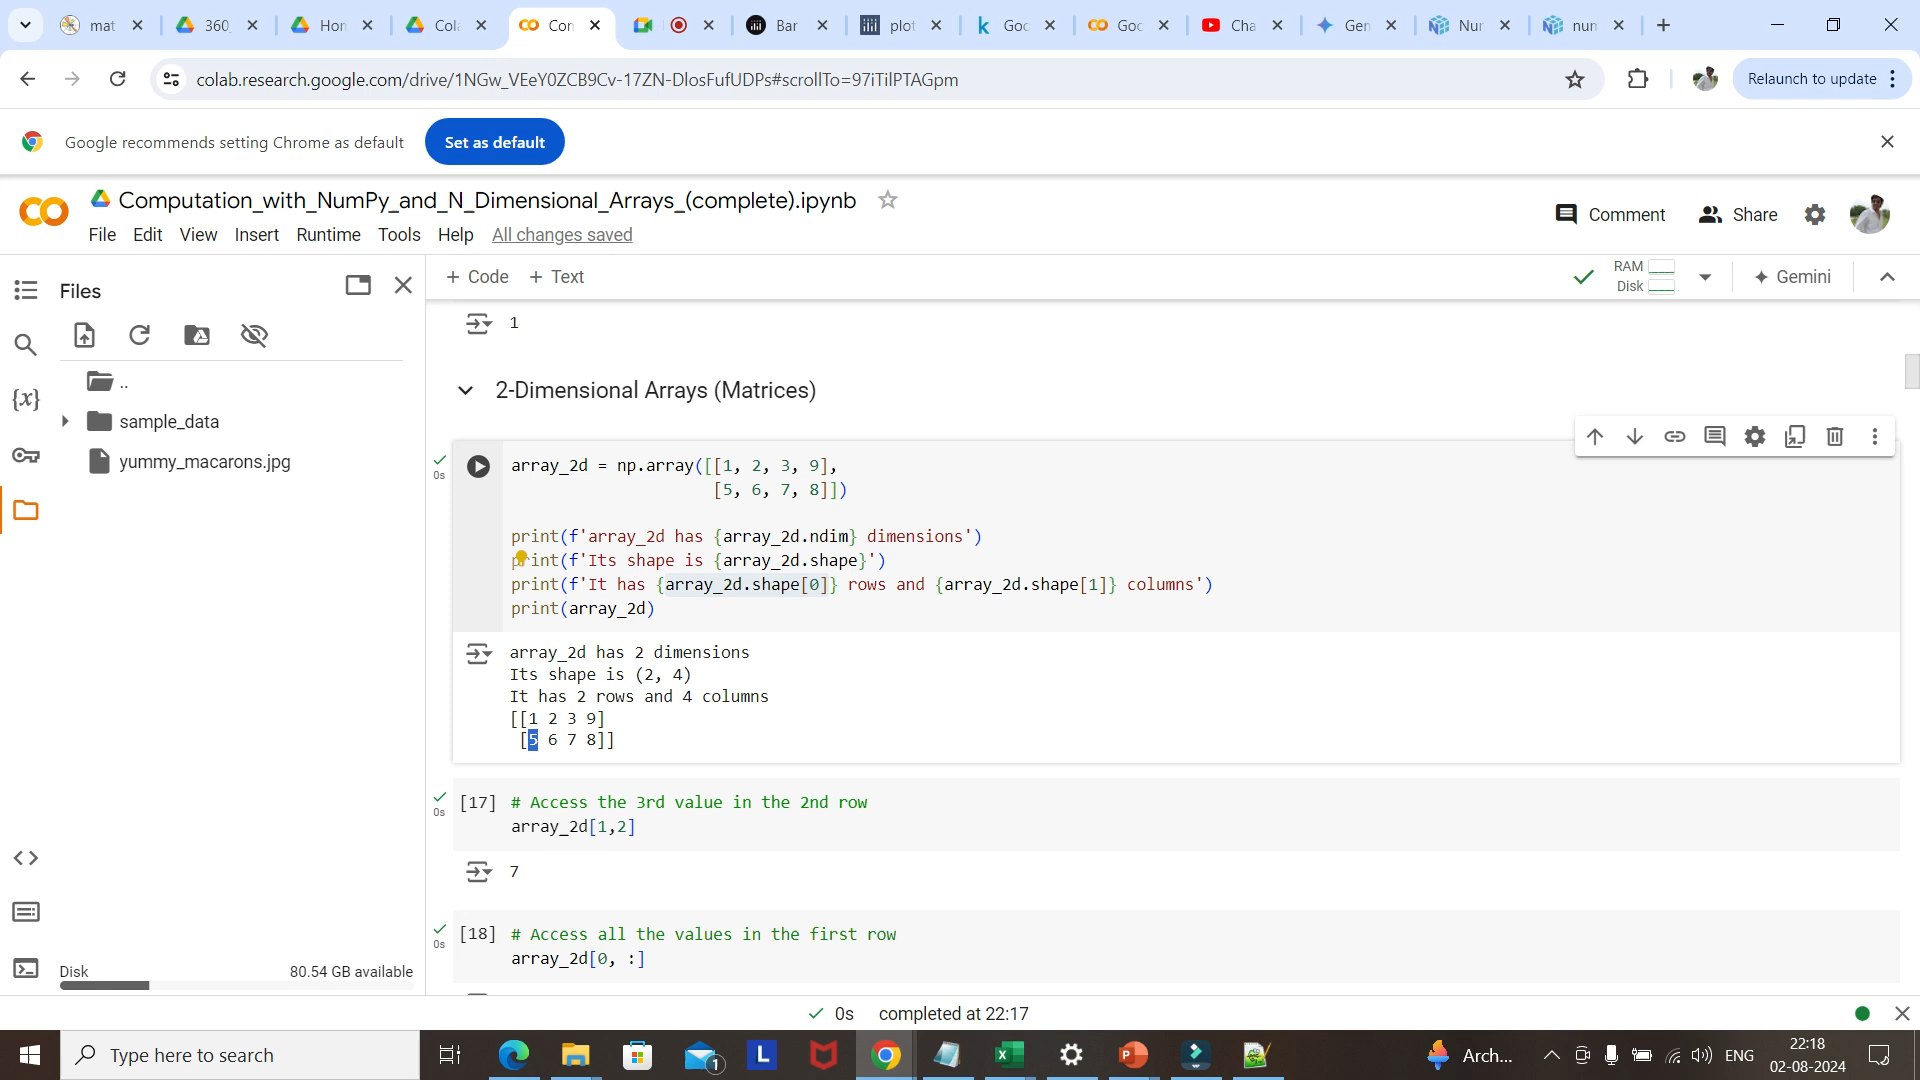 mat
360
Hon
Cola
Con
Bar
plot
Goo
Goo
Cha
Gen
Nur
num
colab.research.google.com/drive/1NGw_VEeY0ZCB9Cv-17ZN-DlosFufUDPs#scrollTo=97iTilPTAGpm
Relaunch to update
Google recommends setting Chrome as default
Set as default
Computation_with_NumPy_and_N_Dimensional_Arrays_(complete).ipynb
File Edit View Insert Runtime Tools Help All changes saved
Comment
Share
Files
+ Code + Text
RAM
Disk
Gemini
..
sample_data
yummy_macarons.jpg
{x}
Disk 80.54 GB available
1
2-Dimensional Arrays (Matrices)
0s
array_2d = np.array([[1, 2, 3, 9],
[5, 6, 7, 8]])
print(f'array_2d has {array_2d.ndim} dimensions')
print(f'Its shape is {array_2d.shape}')
print(f'It has {array_2d.shape[0]} rows and {array_2d.shape[1]} columns')
print(array_2d)
array_2d has 2 dimensions
Its shape is (2, 4)
It has 2 rows and 4 columns
[[1 2 3 9]
[5 6 7 8]]
[17] # Access the 3rd value in the 2nd row
0s
array_2d[1,2]
7
[18] # Access all the values in the first row
0s
array_2d[0, :]
0s completed at 22:17
Type here to search
1
Arch...
ENG
22:18
02-08-2024